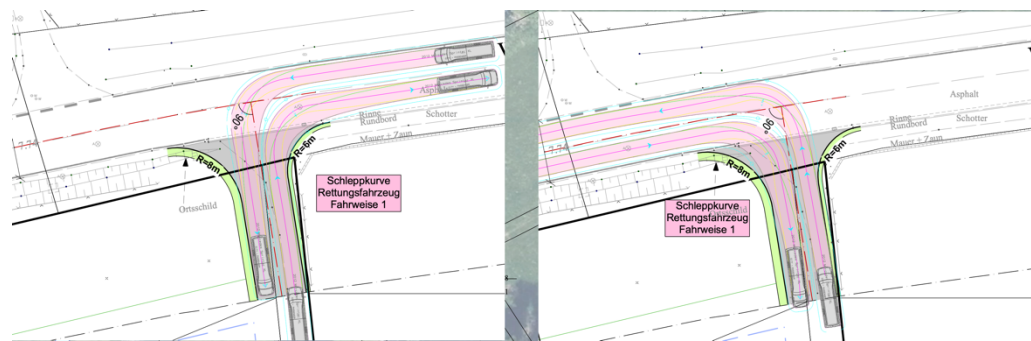 90°
Asphalt
Rinne
Rundbord
Schotter
Mauer + Zaun
R=8m
R=6m
Ortsschild
Schleppkurve
Rettungsfahrzeug
Fahrweise 1
90°
Asphalt
Rinne
Rundbord
Schotter
Mauer + Zaun
R=8m
R=6m
Schleppkurve
Rettungsfahrzeug
Fahrweise 1